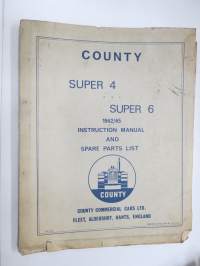 COUNTY
SUPER 4
SUPER 6
1962/65
INSTRUCTION MANUAL
AND
SPARE PARTS LIST
COUNTY
COUNTY COMMERCIAL CARS LTD.
FLEET, ALDERSHOT, HANTS, ENGLAND